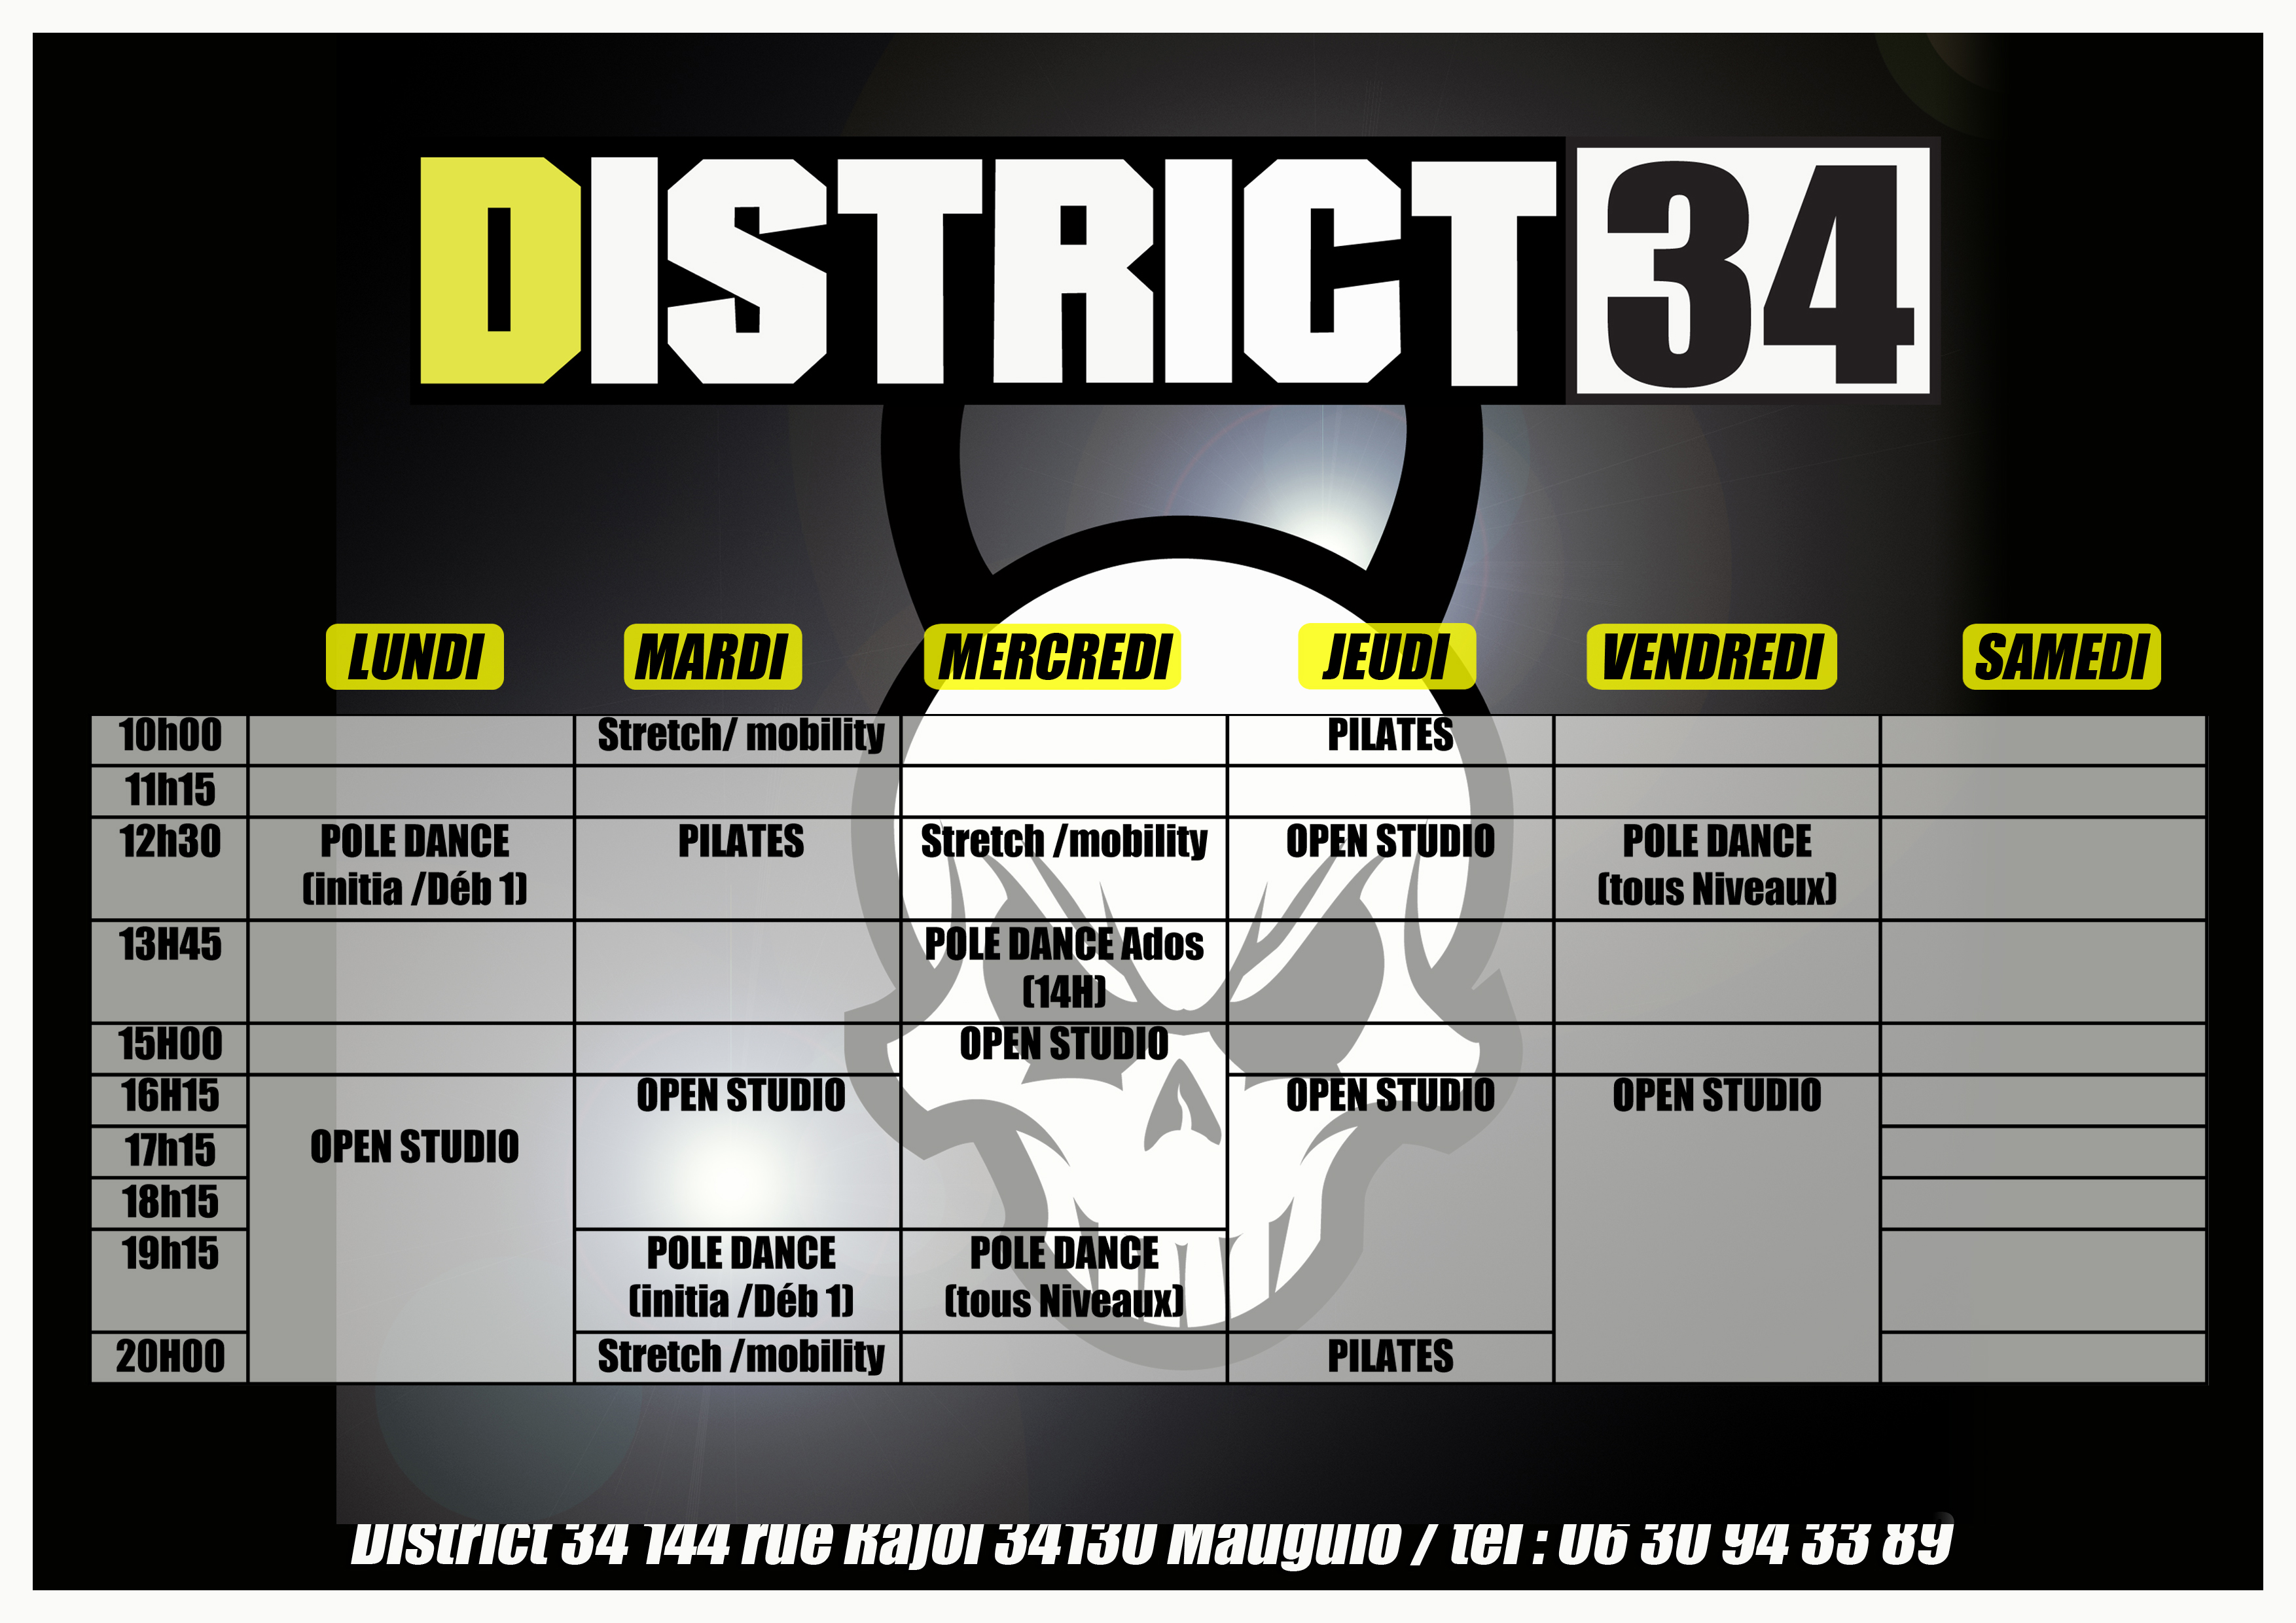 DISTRICT 34
LUNDI MARDI MERCREDI JEUDI VENDREDI SAMEDI
10h00 Stretch/ mobility PILATES
11h15
12h30 POLE DANCE PILATES Stretch /mobility OPEN STUDIO POLE DANCE
(initia /Déb 1) (tous Niveaux)
13H45 POLE DANCE Ados
(14H)
15H00 OPEN STUDIO
16H15 OPEN STUDIO OPEN STUDIO OPEN STUDIO
17h15 OPEN STUDIO
18h15
19h15 POLE DANCE POLE DANCE
(initia /Déb 1) (tous Niveaux)
20H00 Stretch /mobility PILATES
District 34 144 rue Rajol 34130 Mauguio / tel : 06 30 94 33 89